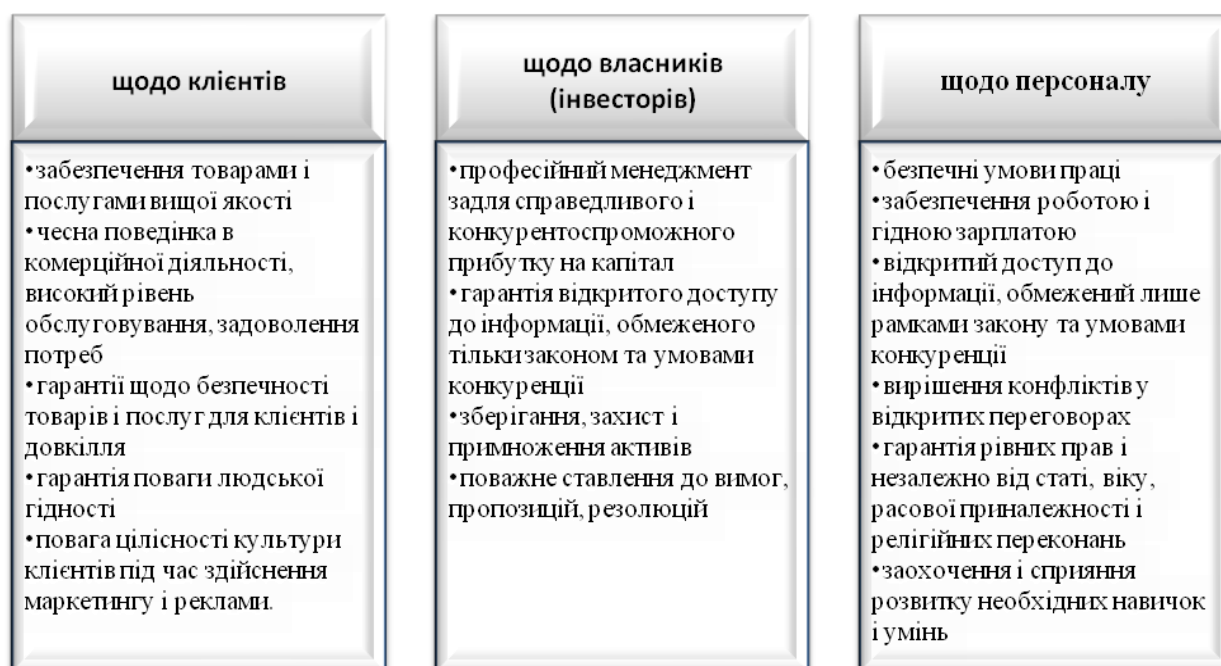 щодо клієнтів
•забезпечення товарами і
послугами вищої якості
•чесна поведінка в
комерційної діяльності,
високий рівень
обслуговування, задоволення
потреб
•гарантії щодо безпечності
товарів і послуг для клієнтів і
довкілля
•гарантія поваги людської
гідності
•повага цілісності культури
клієнтів під час здійснення
маркетингу і реклами.
щодо власників
(інвесторів)
•професійний менеджмент
задля справедливого і
конкурентоспроможного
прибутку на капітал
•гарантія відкритого доступу
до інформації, обмеженого
тільки законом та умовами
конкуренції
•зберігання, захист і
примноження активів
•поважне ставлення до вимог,
пропозицій, резолюцій
щодо персоналу
•безпечні умови праці
•забезпечення роботою і
гідною зарплатою
•відкритий доступ до
інформації, обмежений лише
рамками закону та умовами
конкуренції
•вирішення конфліктів у
відкритих переговорах
•гарантія рівних прав і
незалежно від статі, віку,
расової приналежності і
релігійних переконань
•заохочення і сприяння
розвитку необхідних навичок
і умінь